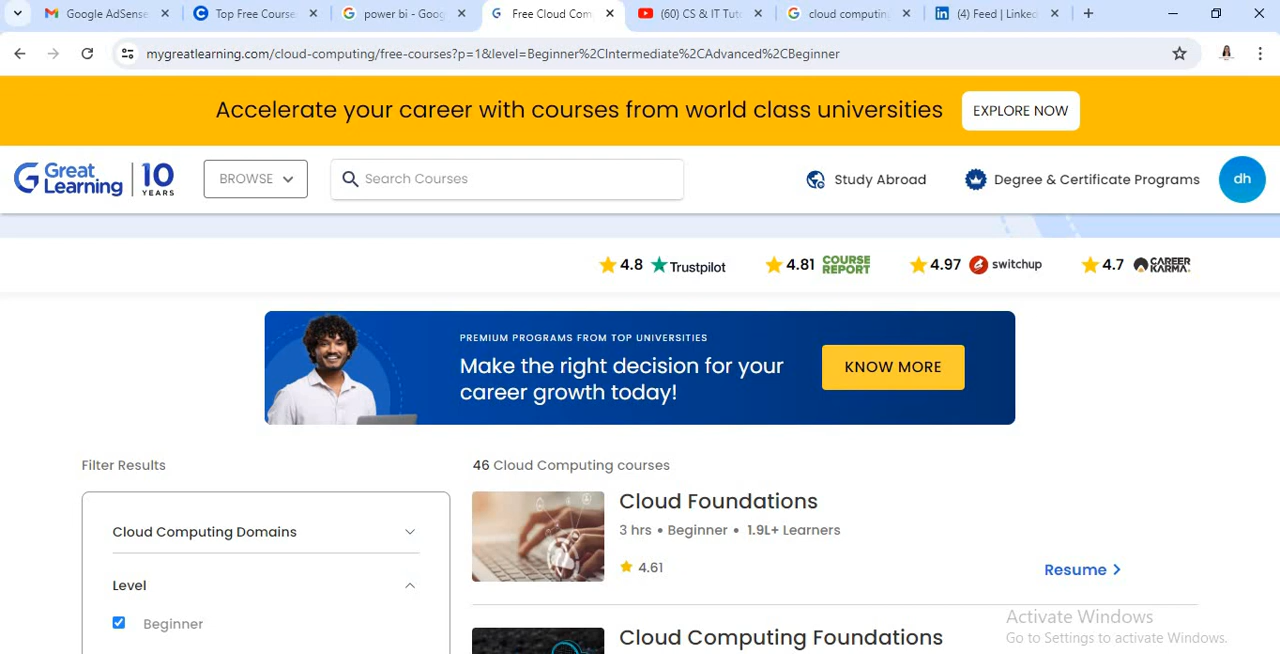 Google AdSense
Top Free Course
power bi - Goog
Free Cloud Com
(60) CS & IT Tut
cloud computing
(4) Feed | Linked
mygreatlearning.com/cloud-computing/free-courses?p=1&level=Beginner%2CIntermediate%2CAdvanced%2CBeginner
Accelerate your career with courses from world class universities
EXPLORE NOW
Great Learning
10 YEARS
BROWSE
Search Courses
Study Abroad
Degree & Certificate Programs
dh
4.8 Trustpilot
4.81 COURSE REPORT
4.97 switchup
4.7 CAREER KARMA
PREMIUM PROGRAMS FROM TOP UNIVERSITIES
Make the right decision for your
career growth today!
KNOW MORE
Filter Results
46 Cloud Computing courses
Cloud Computing Domains
Level
Beginner
Cloud Foundations
3 hrs • Beginner • 1.9L+ Learners
4.61
Resume
Cloud Computing Foundations
Activate Windows
Go to Settings to activate Windows.